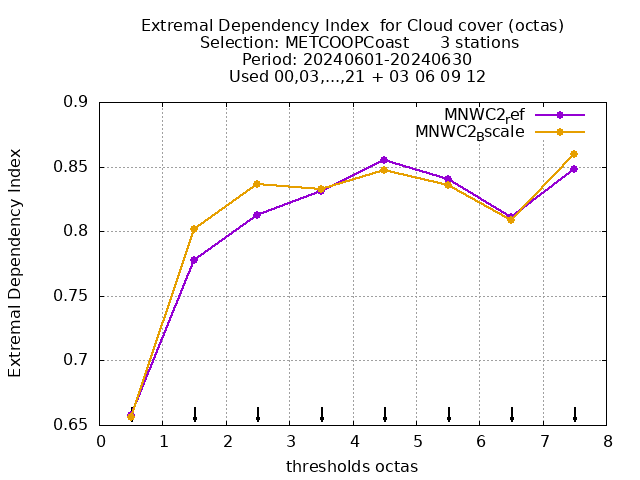 Extremal Dependency Index  for Cloud cover (octas)
Selection: METCOOPCoast      3 stations
Period: 20240601-20240630
Used 00,03,...,21 + 03 06 09 12
MNWC2ref
MNWC2Bscale
Extremal Dependency Index
0.9
0.85
0.8
0.75
0.7
0.65
0 1 2 3 4 5 6 7 8
thresholds octas